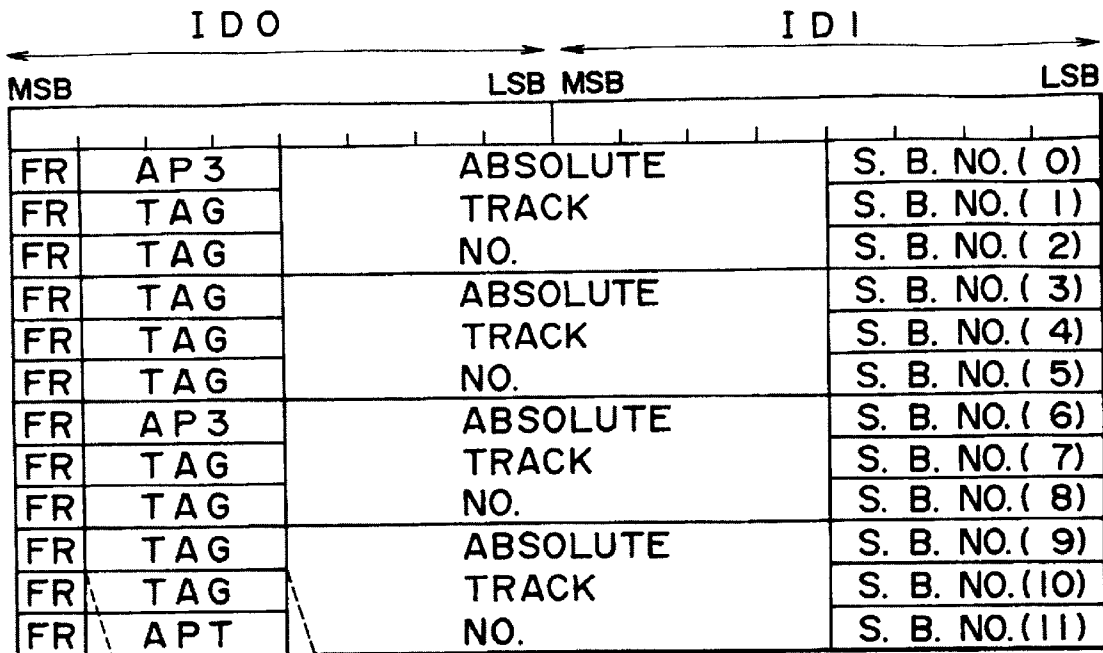 ID0 ID1
MSB LSB MSB LSB
FR AP3 ABSOLUTE S. B. NO. ( 0)
FR TAG TRACK S. B. NO. ( 1)
FR TAG NO. S. B. NO. ( 2)
FR TAG ABSOLUTE S. B. NO. ( 3)
FR TAG TRACK S. B. NO. ( 4)
FR TAG NO. S. B. NO. ( 5)
FR AP3 ABSOLUTE S. B. NO. ( 6)
FR TAG TRACK S. B. NO. ( 7)
FR TAG NO. S. B. NO. ( 8)
FR TAG ABSOLUTE S. B. NO. ( 9)
FR TAG TRACK S. B. NO. (10)
FR APT NO. S. B. NO. (11)